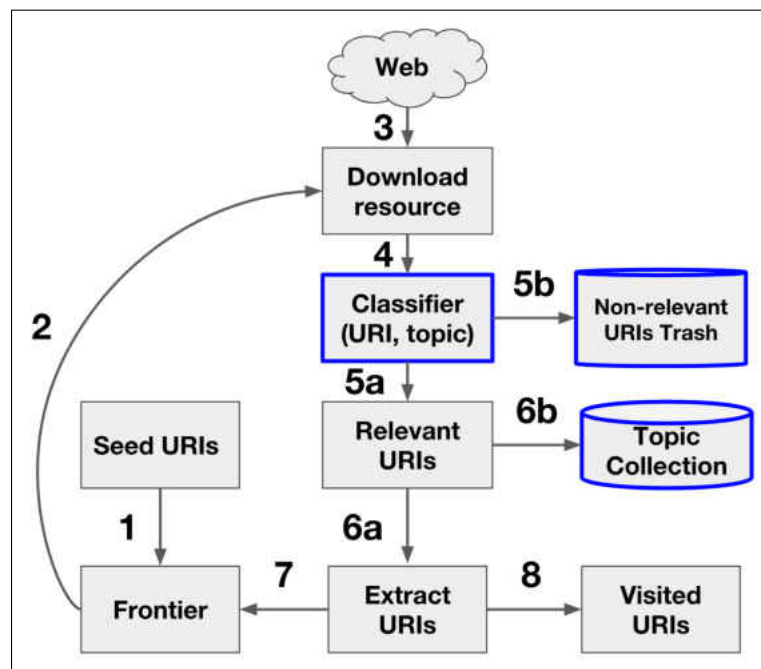 Web
3
Download
resource
4
Classifier
(URI, topic)
5b
Non-relevant
URIs Trash
2
5a
Seed URIs
Relevant
URIs
6b
Topic
Collection
1
6a
Frontier
7
Extract
URIs
8
Visited
URIs